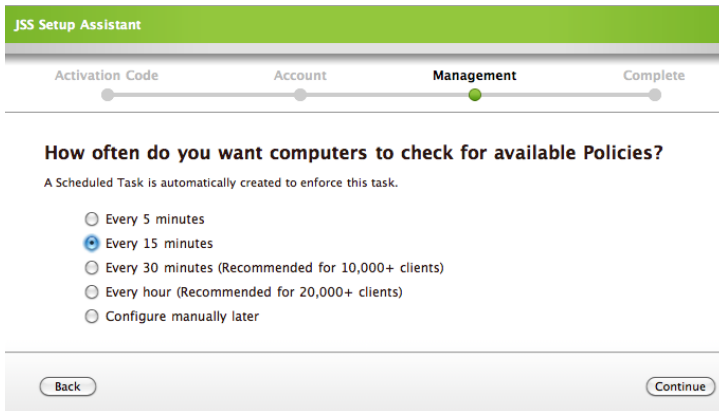 JSS Setup Assistant
Activation Code
Account
Management
Complete
How often do you want computers to check for available Policies?
A Scheduled Task is automatically created to enforce this task.
Every 5 minutes
Every 15 minutes
Every 30 minutes (Recommended for 10,000+ clients)
Every hour (Recommended for 20,000+ clients)
Configure manually later
Back
Continue